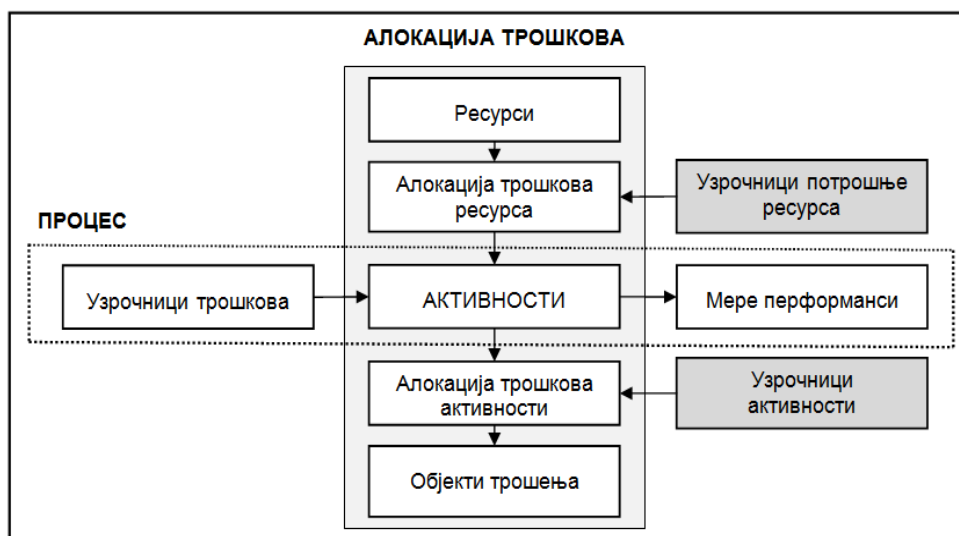 АЛОКАЦИЈА ТРОШКОВА
Ресурси
Алокација трошкова
ресурса
Узрочници потрошње
ресурса
ПРОЦЕС
Узрочници трошкова
АКТИВНОСТИ
Мере перформанси
Алокација трошкова
активности
Узрочници
активности
Објекти трошења